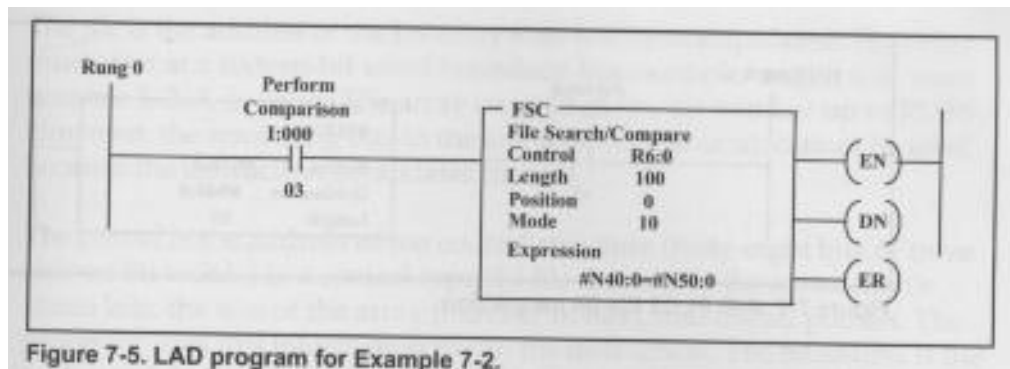 Rung 0
Perform
Comparison
I:000
03
FSC
File Search/Compare
Control R6:0
Length 100
Position 0
Mode 10
Expression
#N40:0=#N50:0
EN
DN
ER
Figure 7-5. LAD program for Example 7-2.